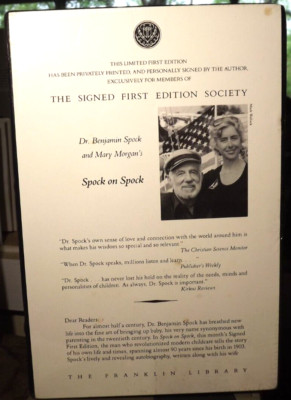 THIS LIMITED FIRST EDITION
HAS BEEN PRIVATELY PRINTED, AND PERSONALLY SIGNED BY THE AUTHOR,
EXCLUSIVELY FOR MEMBERS OF
THE SIGNED FIRST EDITION SOCIETY
Dr. Benjamin Spock
and Mary Morgan's
Spock on Spock
"Dr. Spock's own sense of love and connection with the world around him is
what makes his wisdom so special and so relevant."
The Christian Science Monitor
"When Dr. Spock speaks, millions listen and learn."
Publisher's Weekly
"Dr. Spock has never lost his hold on the reality of the needs, moods and
personalities of children. As always, Dr. Spock is important."
Kirkus Reviews
Dear Reader:
For almost half a century, Dr. Benjamin Spock has breathed new
life into the fine art of bringing up baby, his very name synonymous with
parenting in the twentieth century. In Spock on Spock, this month's Signed
First Edition, the man who revolutionized modern childcare tells the story
of his own life and times, spanning almost 90 years since his birth in 1903.
Spock's lively and revealing autobiography, written along with his wife
THE FRANKLIN LIBRARY